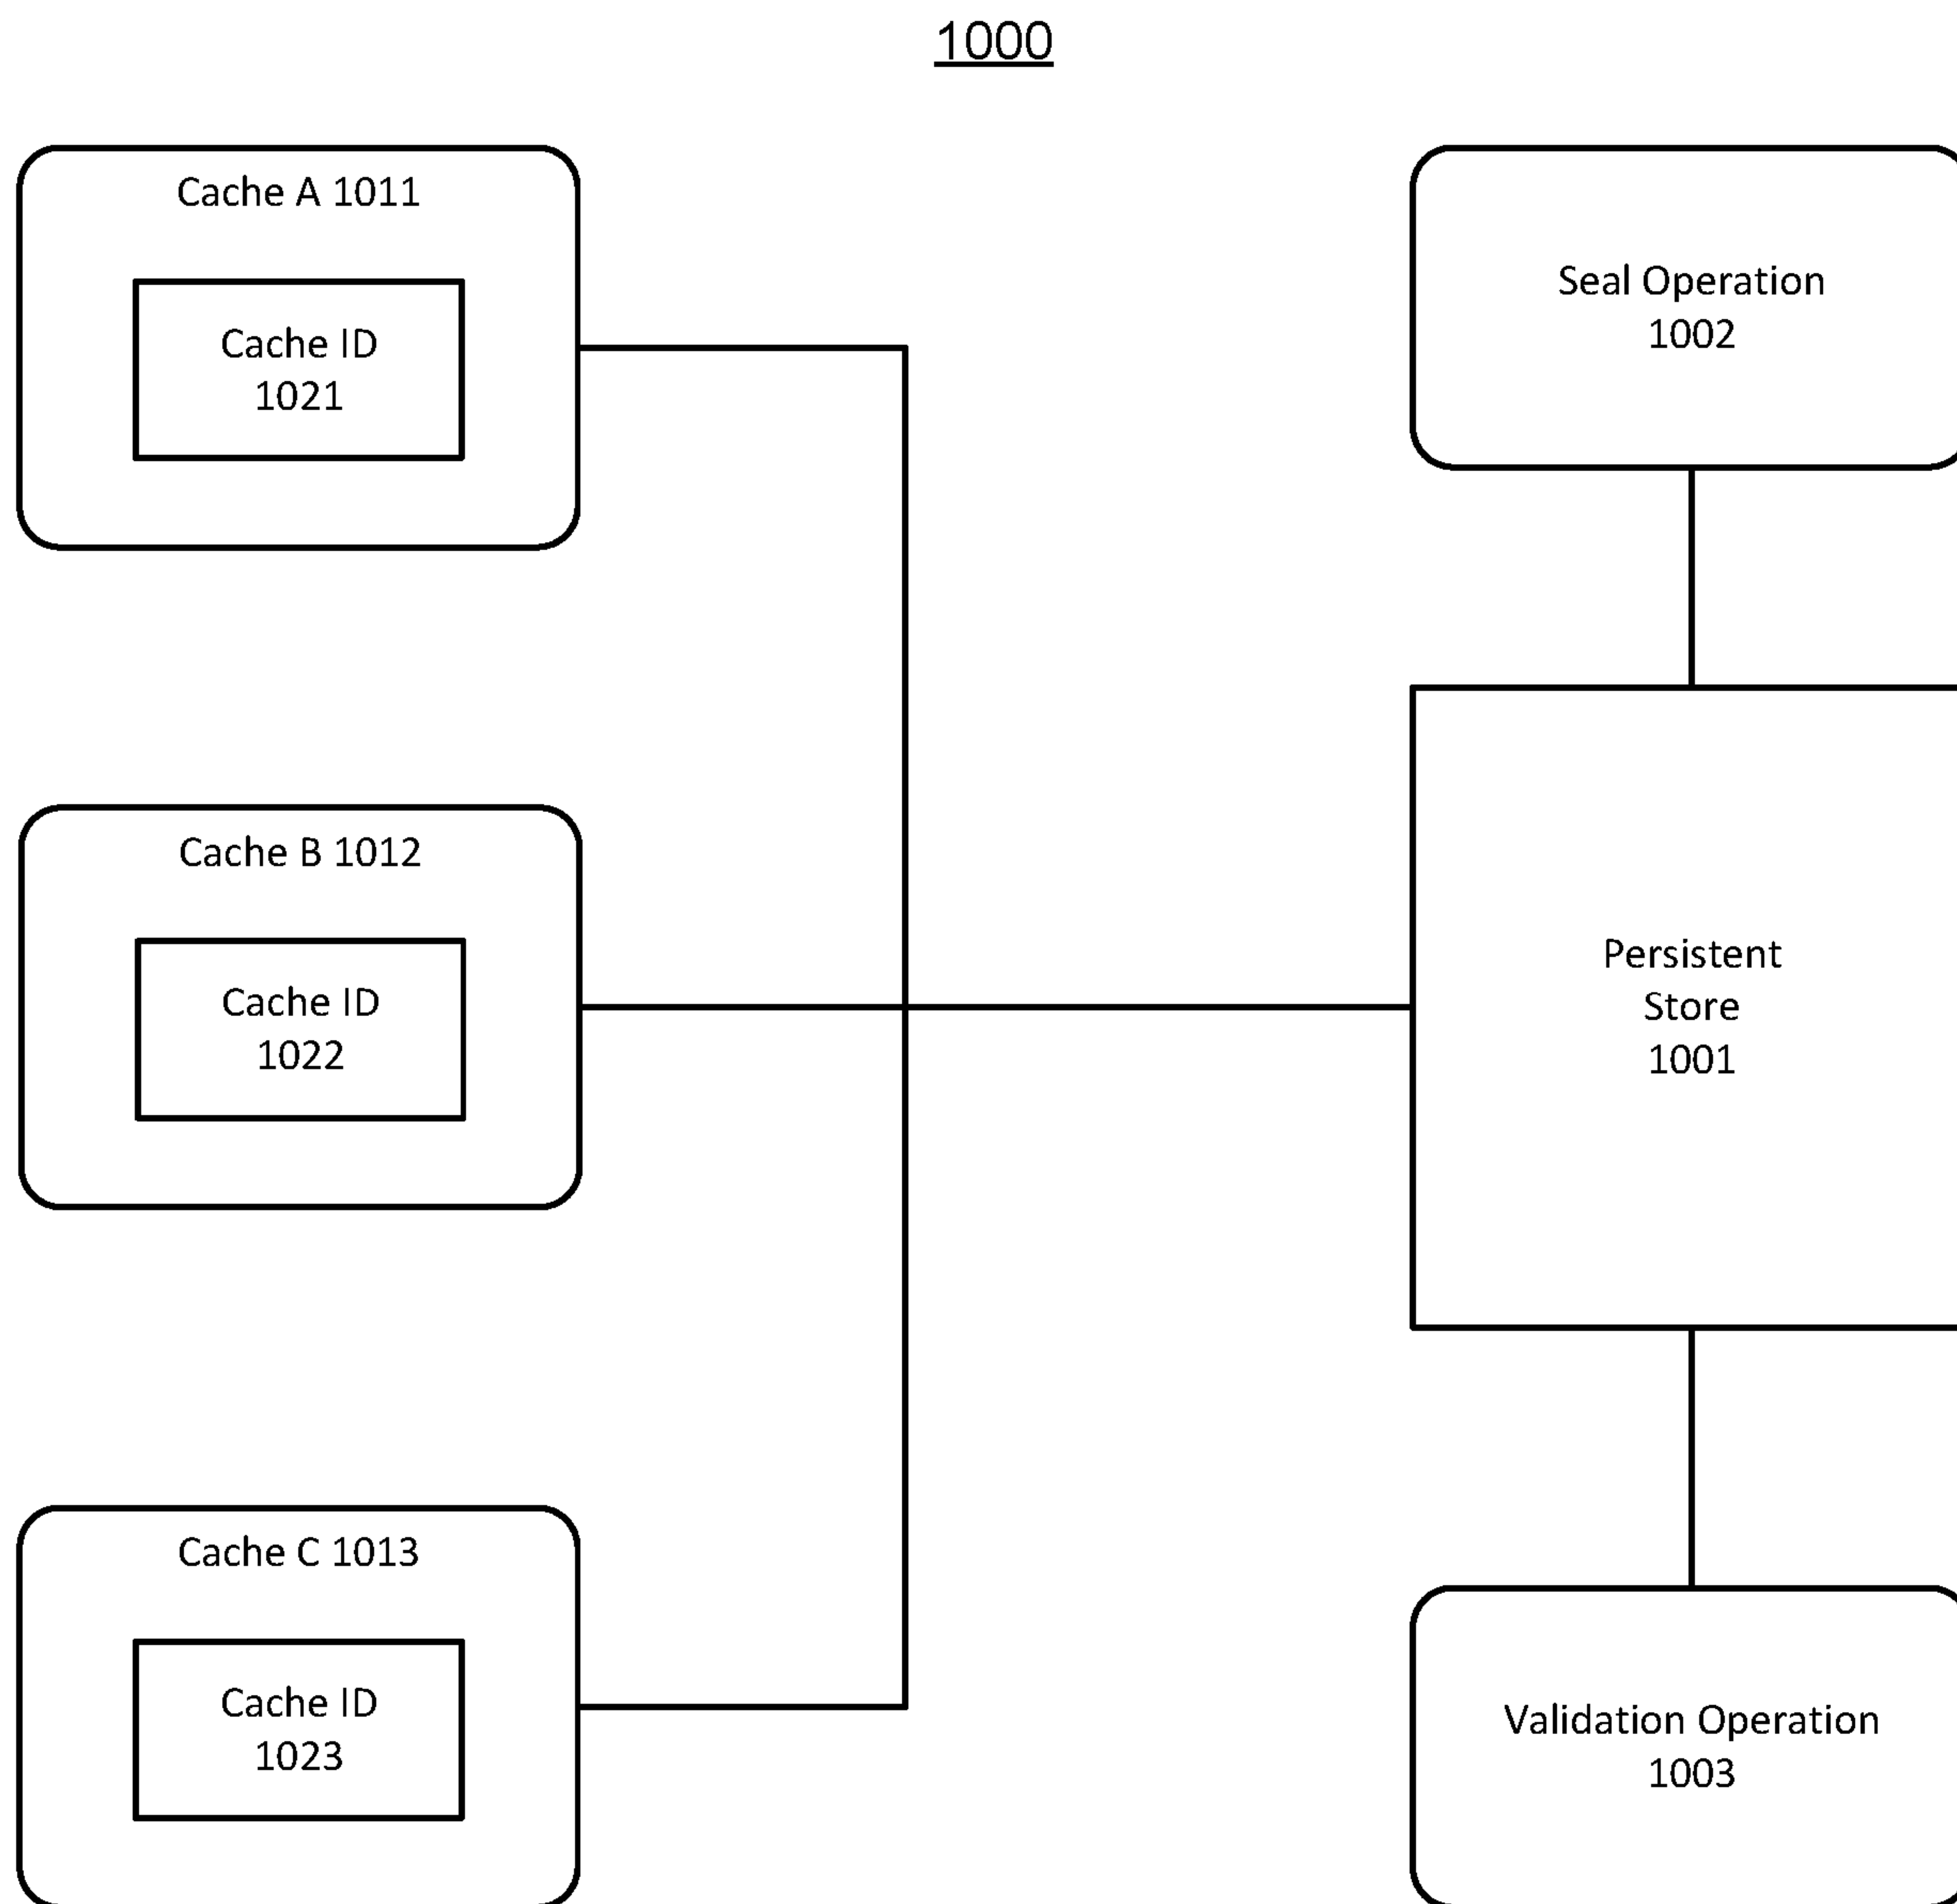 1000
Cache A 1011
Cache ID
1021
Cache B 1012
Cache ID
1022
Cache C 1013
Cache ID
1023
Seal Operation
1002
Persistent
Store
1001
Validation Operation
1003